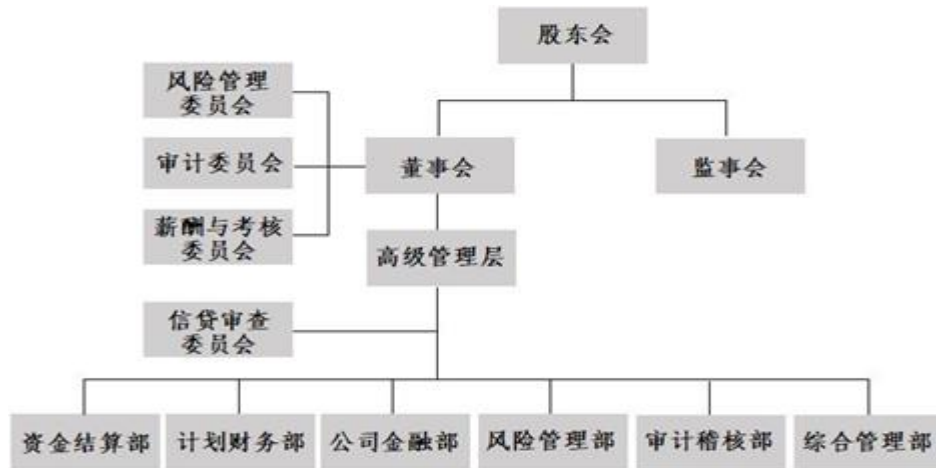 股东会
风险管理
委员会
审计委员会
董事会
监事会
薪酬与考核
委员会
高级管理层
信贷审查
委员会
资金结算部
计划财务部
公司金融部
风险管理部
审计稽核部
综合管理部